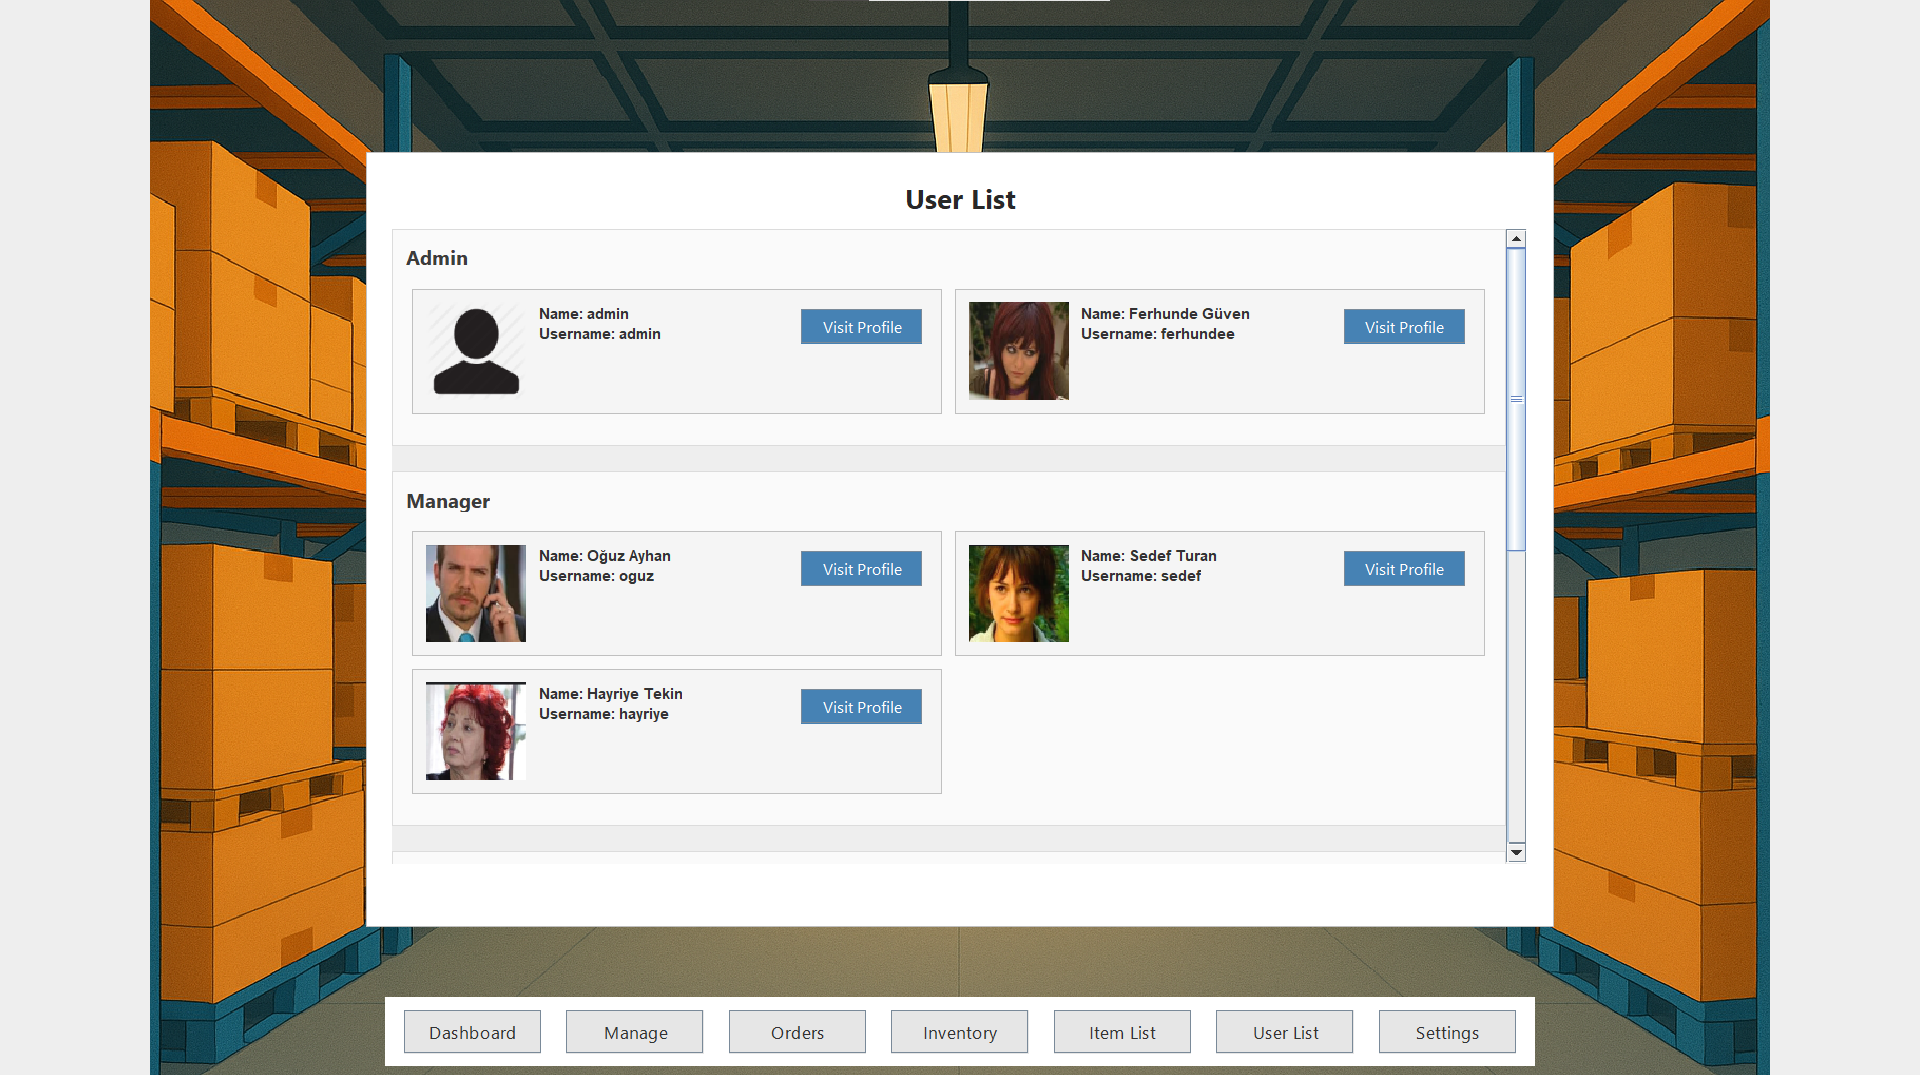 User List
Admin
Name: admin
Username: admin
Visit Profile
Name: Ferhunde Güven
Username: ferhundee
Visit Profile
Manager
Name: Oğuz Ayhan
Username: oguz
Visit Profile
Name: Sedef Turan
Username: sedef
Visit Profile
Name: Hayriye Tekin
Username: hayriye
Visit Profile
Dashboard
Manage
Orders
Inventory
Item List
User List
Settings